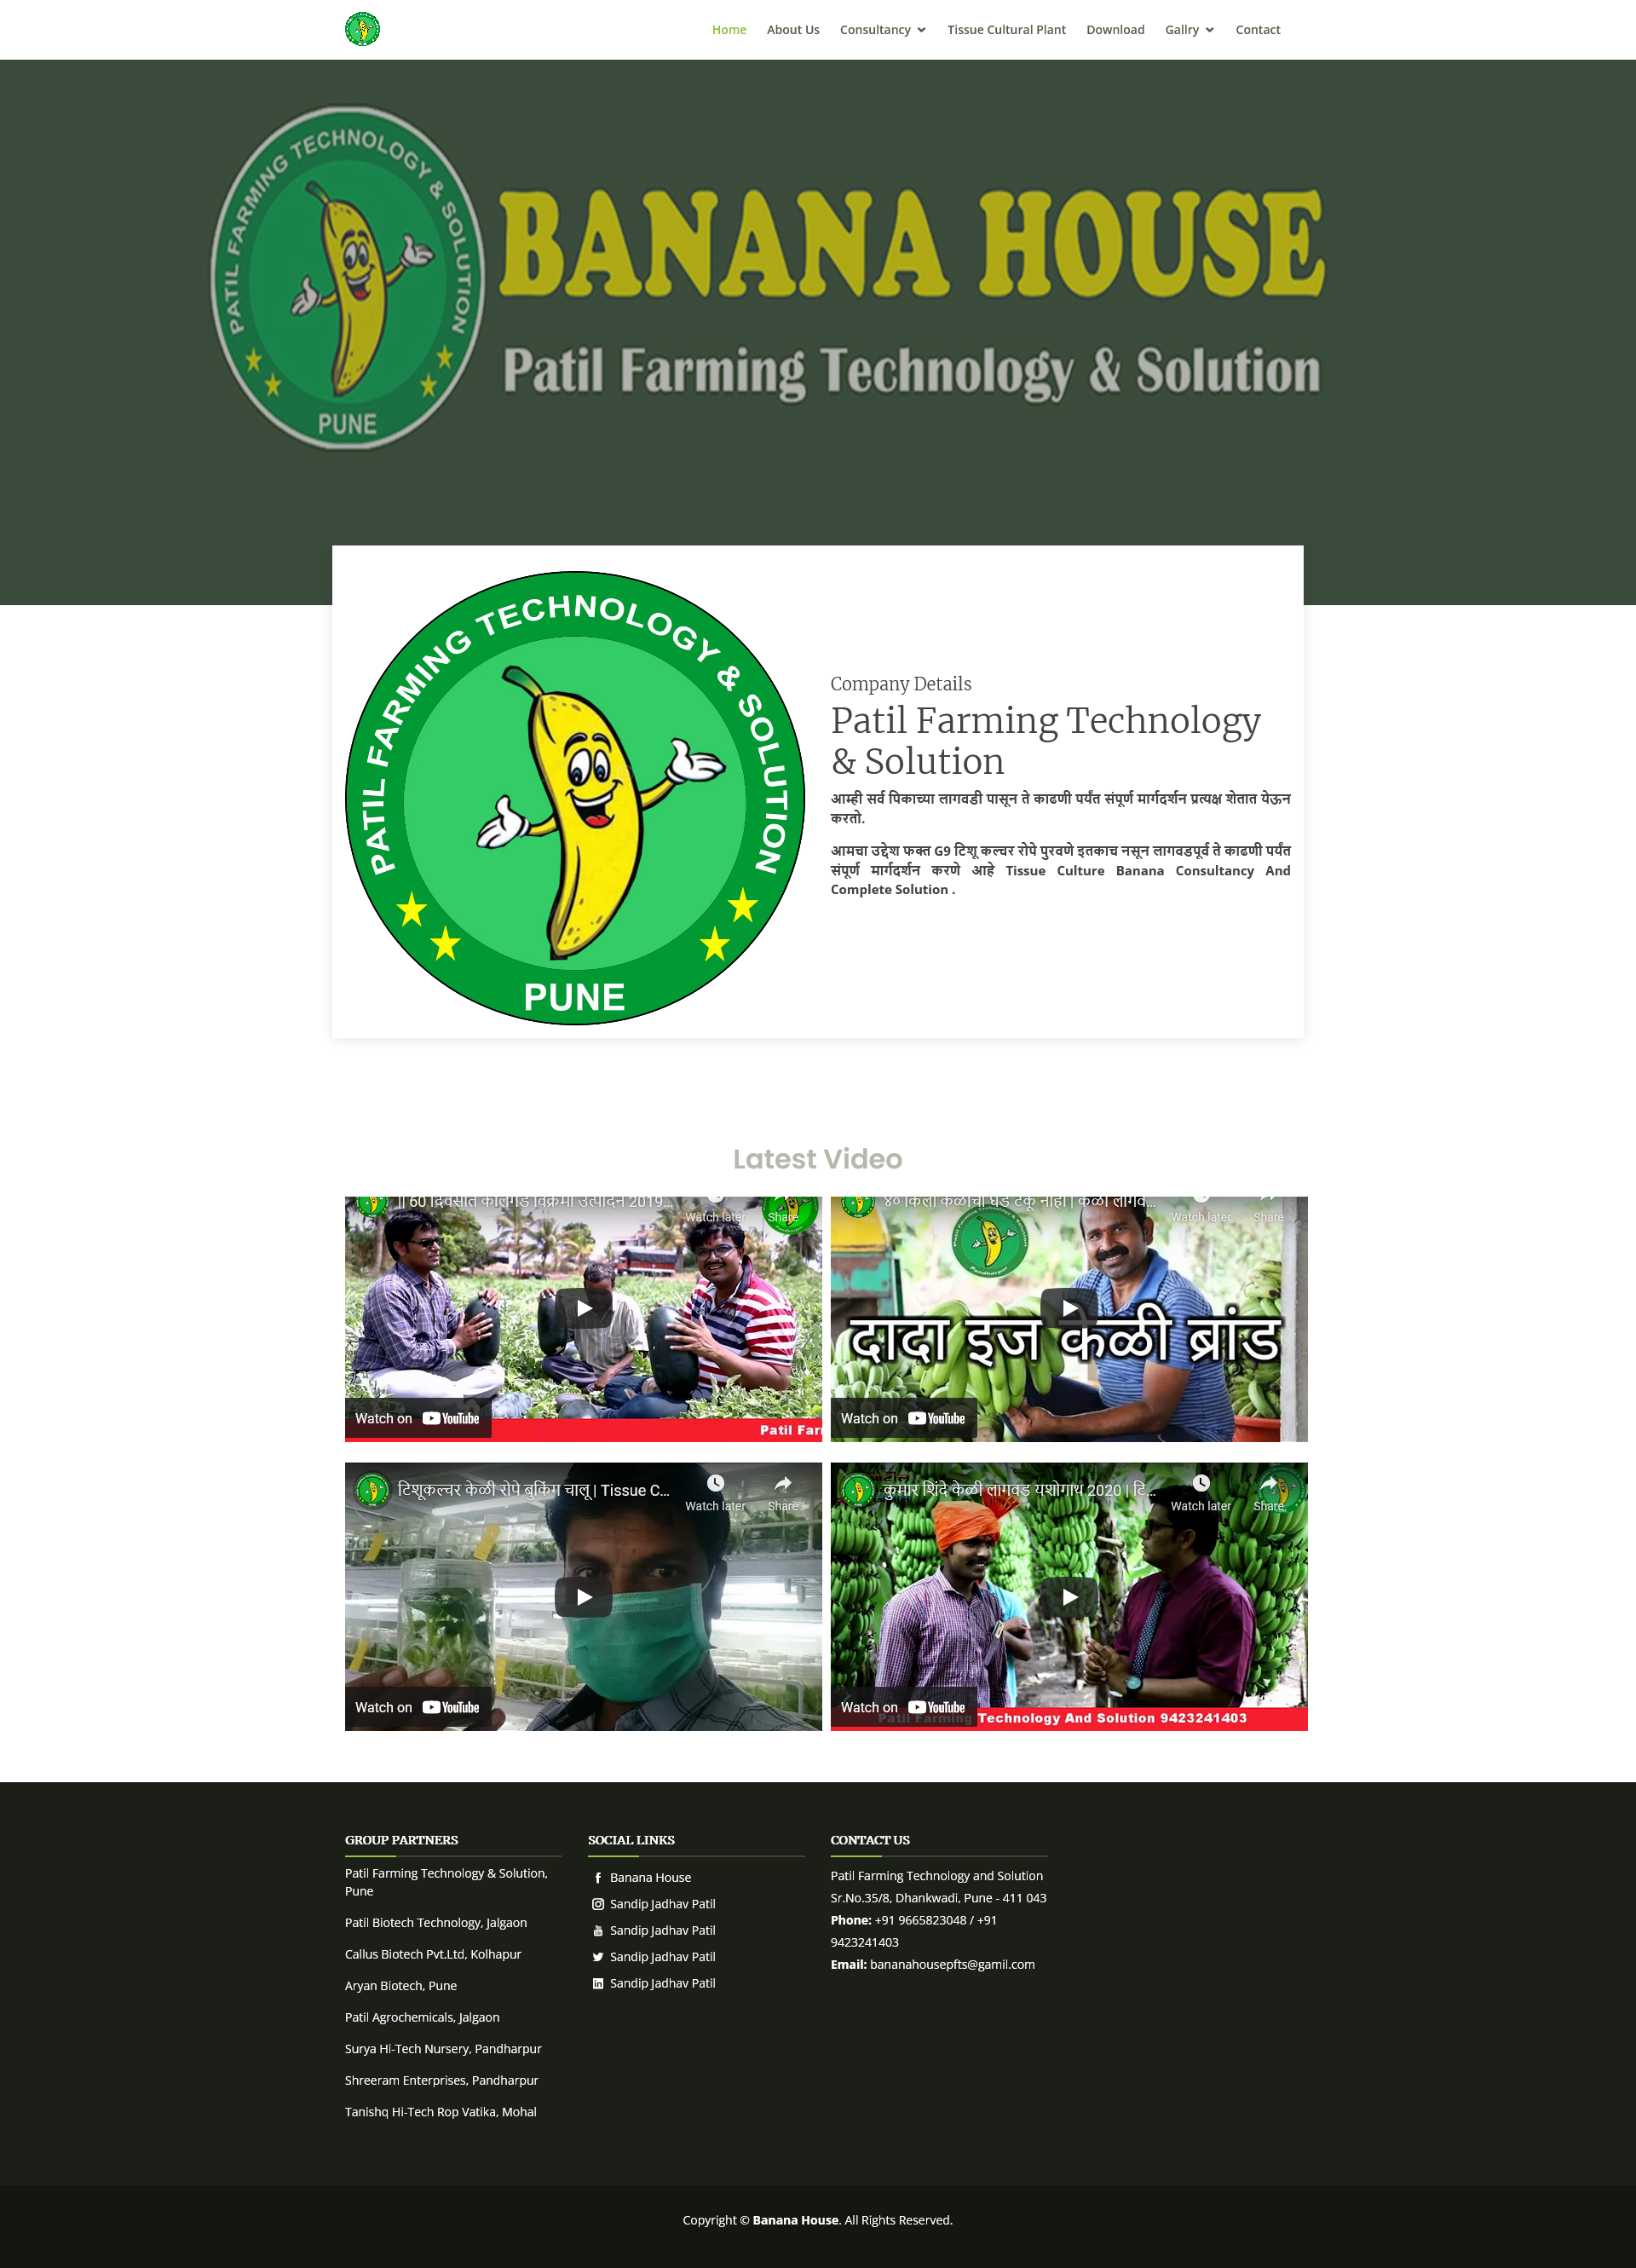 Home About Us Consultancy Tissue Cultural Plant Download Gallry Contact
PATIL FARMING TECHNOLOGY & SOLUTION
PUNE
BANANA HOUSE
Patil Farming Technology & Solution
PATIL FARMING TECHNOLOGY & SOLUTION
PUNE
Company Details
Patil Farming Technology
& Solution
आम्ही सर्व पिकाच्या लागवडी पासून ते काढणी पर्यंत संपूर्ण मार्गदर्शन प्रत्यक्ष शेतात येऊन
करतो.
आमचा उद्देश फक्त G9 टिशू कल्चर रोपे पुरवणे इतकाच नसून लागवडपूर्व ते काढणी पर्यंत
संपूर्ण मार्गदर्शन करणे आहे Tissue Culture Banana Consultancy And
Complete Solution .
Latest Video
|| 60 दिवसात कलिंगड विक्रमी उत्पादन 2019...
Watch later Share
Watch on YouTube
Patil Farm
४० किलो केळीचा घड टिकू नाही | केळी लागव...
Watch later Share
दादा इज केळी ब्रांड
Watch on YouTube
टिशूकल्चर केळी रोपे बुकिंग चालू | Tissue C...
Watch later Share
Watch on YouTube
कुमार शिंदे केळी लागवड यशोगाथ 2020 | टि...
Watch later Share
Watch on YouTube
Patil Farming Technology And Solution 9423241403
GROUP PARTNERS
Patil Farming Technology & Solution,
Pune
Patil Biotech Technology, Jalgaon
Callus Biotech Pvt.Ltd, Kolhapur
Aryan Biotech, Pune
Patil Agrochemicals, Jalgaon
Surya Hi-Tech Nursery, Pandharpur
Shreeram Enterprises, Pandharpur
Tanishq Hi-Tech Rop Vatika, Mohal
SOCIAL LINKS
Banana House
Sandip Jadhav Patil
Sandip Jadhav Patil
Sandip Jadhav Patil
Sandip Jadhav Patil
CONTACT US
Patil Farming Technology and Solution
Sr.No.35/8, Dhankwadi, Pune - 411 043
Phone: +91 9665823048 / +91
9423241403
Email: bananahousepfts@gamil.com
Copyright © Banana House. All Rights Reserved.